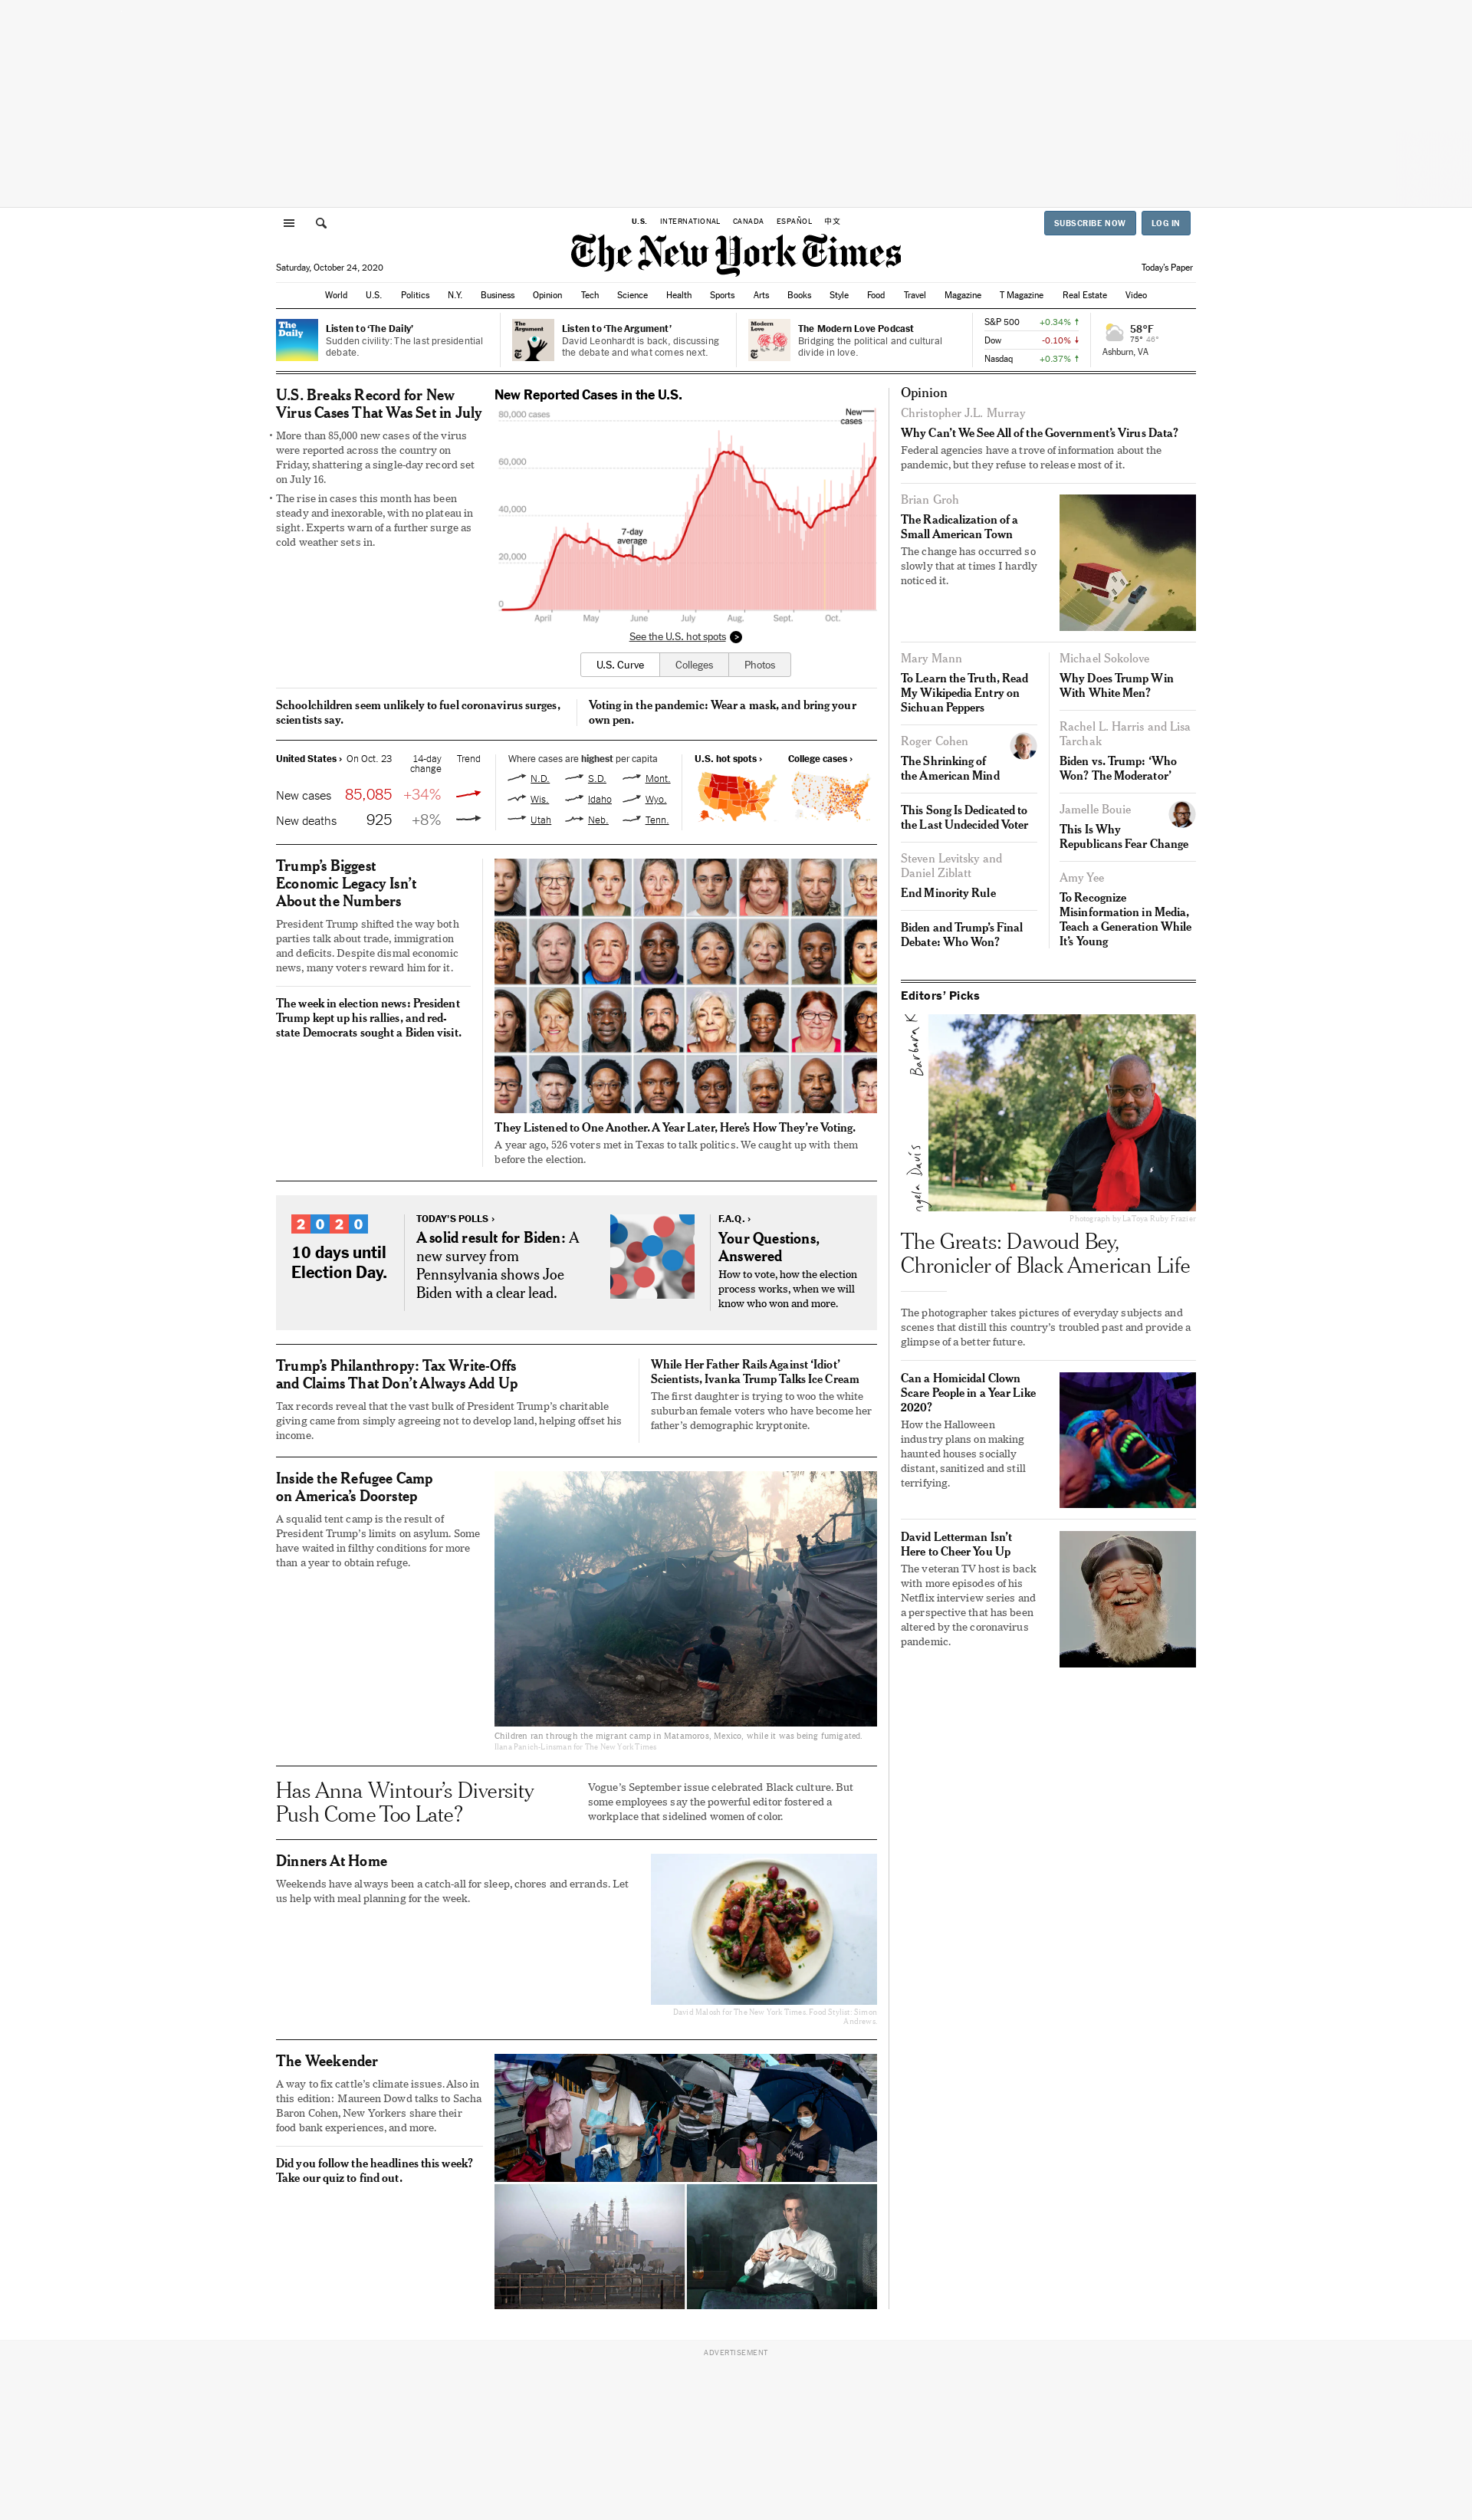 U.S. INTERNATIONAL CANADA ESPAÑOL 中文
SUBSCRIBE NOW LOG IN
The New York Times
Saturday, October 24, 2020
Today's Paper
World U.S. Politics N.Y. Business Opinion Tech Science Health Sports Arts Books Style Food Travel Magazine T Magazine Real Estate Video
The
Daily
Listen to ‘The Daily’
Sudden civility: The last presidential
debate.
The
Argument
Listen to ‘The Argument’
David Leonhardt is back, discussing
the debate and what comes next.
Modern
Love
The Modern Love Podcast
Bridging the political and cultural
divide in love.
S&P 500 +0.34% ↑
Dow -0.10% ↓
Nasdaq +0.37% ↑
58°F
75° 46°
Ashburn, VA
U.S. Breaks Record for New
Virus Cases That Was Set in July
• More than 85,000 new cases of the virus
were reported across the country on
Friday, shattering a single-day record set
on July 16.
• The rise in cases this month has been
steady and inexorable, with no plateau in
sight. Experts warn of a further surge as
cold weather sets in.
New Reported Cases in the U.S.
80,000 cases
New
cases
60,000
40,000
7-day
average
20,000
0
April May June July Aug. Sept. Oct.
See the U.S. hot spots >
U.S. Curve Colleges Photos
Schoolchildren seem unlikely to fuel coronavirus surges,
scientists say.
Voting in the pandemic: Wear a mask, and bring your
own pen.
United States › On Oct. 23 14-day
change Trend
New cases 85,085 +34%
New deaths 925 +8%
Where cases are highest per capita
N.D. S.D. Mont.
Wis. Idaho Wyo.
Utah Neb. Tenn.
U.S. hot spots ›
College cases ›
Trump’s Biggest
Economic Legacy Isn’t
About the Numbers
President Trump shifted the way both
parties talk about trade, immigration
and deficits. Despite dismal economic
news, many voters reward him for it.
The week in election news: President
Trump kept up his rallies, and red-
state Democrats sought a Biden visit.
They Listened to One Another. A Year Later, Here’s How They’re Voting.
A year ago, 526 voters met in Texas to talk politics. We caught up with them
before the election.
2020
10 days until
Election Day.
TODAY’S POLLS ›
A solid result for Biden: A
new survey from
Pennsylvania shows Joe
Biden with a clear lead.
F.A.Q. ›
Your Questions,
Answered
How to vote, how the election
process works, when we will
know who won and more.
Trump’s Philanthropy: Tax Write-Offs
and Claims That Don’t Always Add Up
Tax records reveal that the vast bulk of President Trump’s charitable
giving came from simply agreeing not to develop land, helping offset his
income.
While Her Father Rails Against ‘Idiot’
Scientists, Ivanka Trump Talks Ice Cream
The first daughter is trying to woo the white
suburban female voters who have become her
father’s demographic kryptonite.
Inside the Refugee Camp
on America’s Doorstep
A squalid tent camp is the result of
President Trump’s limits on asylum. Some
have waited in filthy conditions for more
than a year to obtain refuge.
Children ran through the migrant camp in Matamoros, Mexico, while it was being fumigated.
Ilana Panich-Linsman for The New York Times
Has Anna Wintour’s Diversity
Push Come Too Late?
Vogue’s September issue celebrated Black culture. But
some employees say the powerful editor fostered a
workplace that sidelined women of color.
Dinners At Home
Weekends have always been a catch-all for sleep, chores and errands. Let
us help with meal planning for the week.
David Malosh for The New York Times. Food Stylist: Simon
Andrews.
The Weekender
A way to fix cattle’s climate issues. Also in
this edition: Maureen Dowd talks to Sacha
Baron Cohen, New Yorkers share their
food bank experiences, and more.
Did you follow the headlines this week?
Take our quiz to find out.
Opinion
Christopher J.L. Murray
Why Can’t We See All of the Government’s Virus Data?
Federal agencies have a trove of information about the
pandemic, but they refuse to release most of it.
Brian Groh
The Radicalization of a
Small American Town
The change has occurred so
slowly that at times I hardly
noticed it.
Mary Mann
To Learn the Truth, Read
My Wikipedia Entry on
Sichuan Peppers
Roger Cohen
The Shrinking of
the American Mind
This Song Is Dedicated to
the Last Undecided Voter
Steven Levitsky and
Daniel Ziblatt
End Minority Rule
Biden and Trump’s Final
Debate: Who Won?
Michael Sokolove
Why Does Trump Win
With White Men?
Rachel L. Harris and Lisa
Tarchak
Biden vs. Trump: ‘Who
Won? The Moderator’
Jamelle Bouie
This Is Why
Republicans Fear Change
Amy Yee
To Recognize
Misinformation in Media,
Teach a Generation While
It’s Young
Editors’ Picks
Barbara K
ngela Davis
Photograph by LaToya Ruby Frazier
The Greats: Dawoud Bey,
Chronicler of Black American Life
The photographer takes pictures of everyday subjects and
scenes that distill this country’s troubled past and provide a
glimpse of a better future.
Can a Homicidal Clown
Scare People in a Year Like
2020?
How the Halloween
industry plans on making
haunted houses socially
distant, sanitized and still
terrifying.
David Letterman Isn’t
Here to Cheer You Up
The veteran TV host is back
with more episodes of his
Netflix interview series and
a perspective that has been
altered by the coronavirus
pandemic.
ADVERTISEMENT